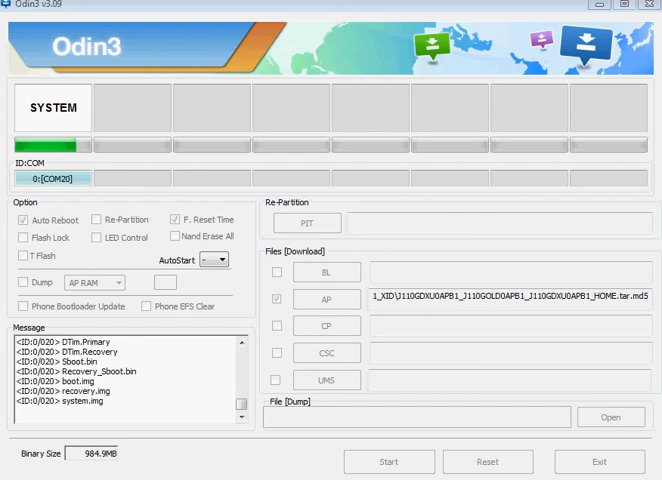 Odin3 v3.09
Odin3
SYSTEM
ID:COM
0:[COM20]
Option
Auto Reboot
Re-Partition
F. Reset Time
Flash Lock
LED Control
Nand Erase All
T Flash
AutoStart
-
Dump
AP RAM
Phone Bootloader Update
Phone EFS Clear
Message
<ID:0/020> DTim.Primary
<ID:0/020> DTim.Recovery
<ID:0/020> Sboot.bin
<ID:0/020> Recovery_Sboot.bin
<ID:0/020> boot.img
<ID:0/020> recovery.img
<ID:0/020> system.img
Binary Size
984.9MB
Re-Partition
PIT
Files [Download]
BL
AP
1_XID\J110GDXU0APB1_J110GOLD0APB1_J110GDXU0APB1_HOME.tar.md5
CP
CSC
UMS
File [Dump]
Open
Start
Reset
Exit